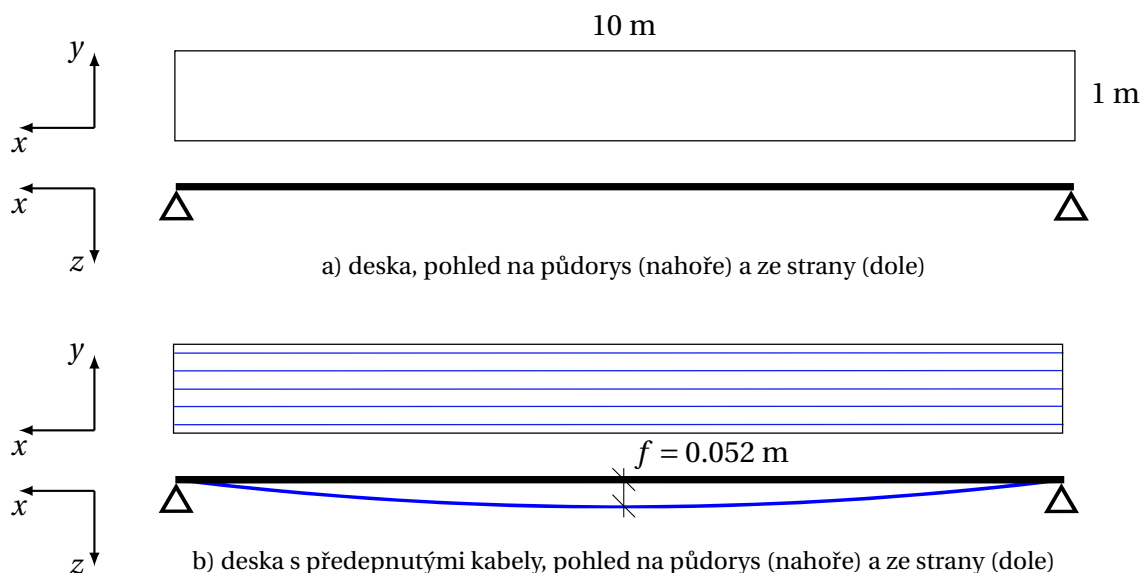 10 m
y
1 m
x
x
z
a) deska, pohled na půdorys (nahoře) a ze strany (dole)
y
x
f = 0.052 m
x
z
b) deska s předepnutými kabely, pohled na půdorys (nahoře) a ze strany (dole)